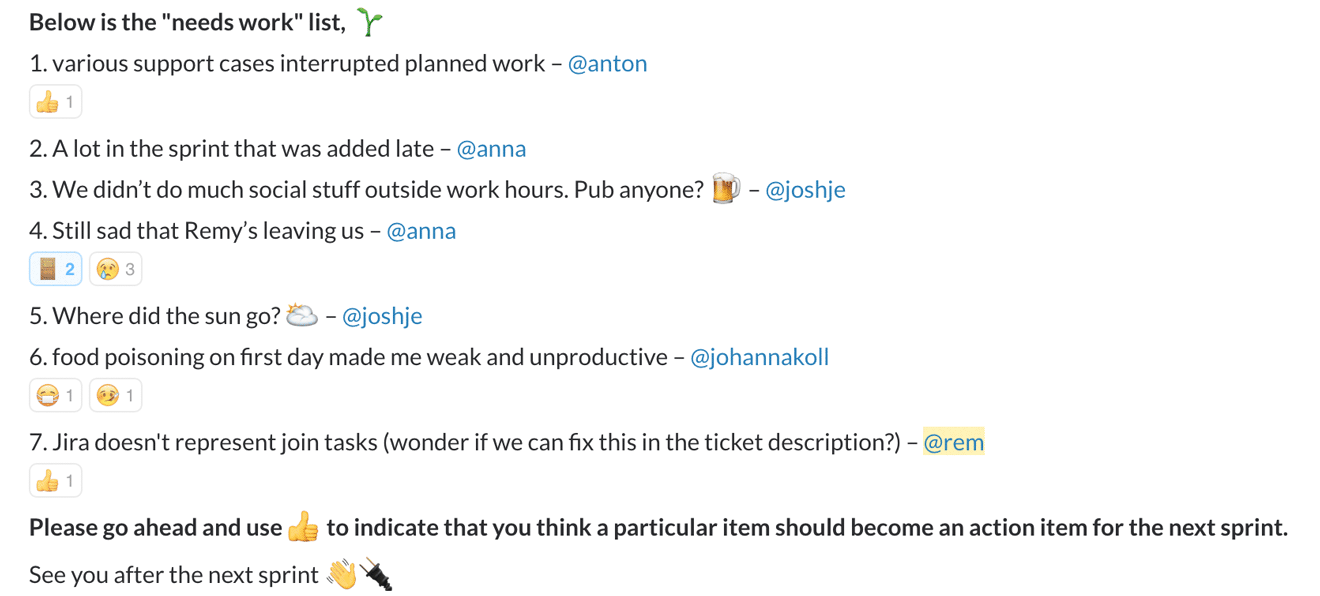 Below is the "needs work" list, 🌱
1. various support cases interrupted planned work – @anton
👍 1
2. A lot in the sprint that was added late – @anna
3. We didn’t do much social stuff outside work hours. Pub anyone? 🍺 – @joshje
4. Still sad that Remy’s leaving us – @anna
🚪 2 😢 3
5. Where did the sun go? 🌥 – @joshje
6. food poisoning on first day made me weak and unproductive – @johannakoll
😷 1 🤒 1
7. Jira doesn't represent join tasks (wonder if we can fix this in the ticket description?) – @rem
👍 1
Please go ahead and use 👍 to indicate that you think a particular item should become an action item for the next sprint.
See you after the next sprint 👋 🔌